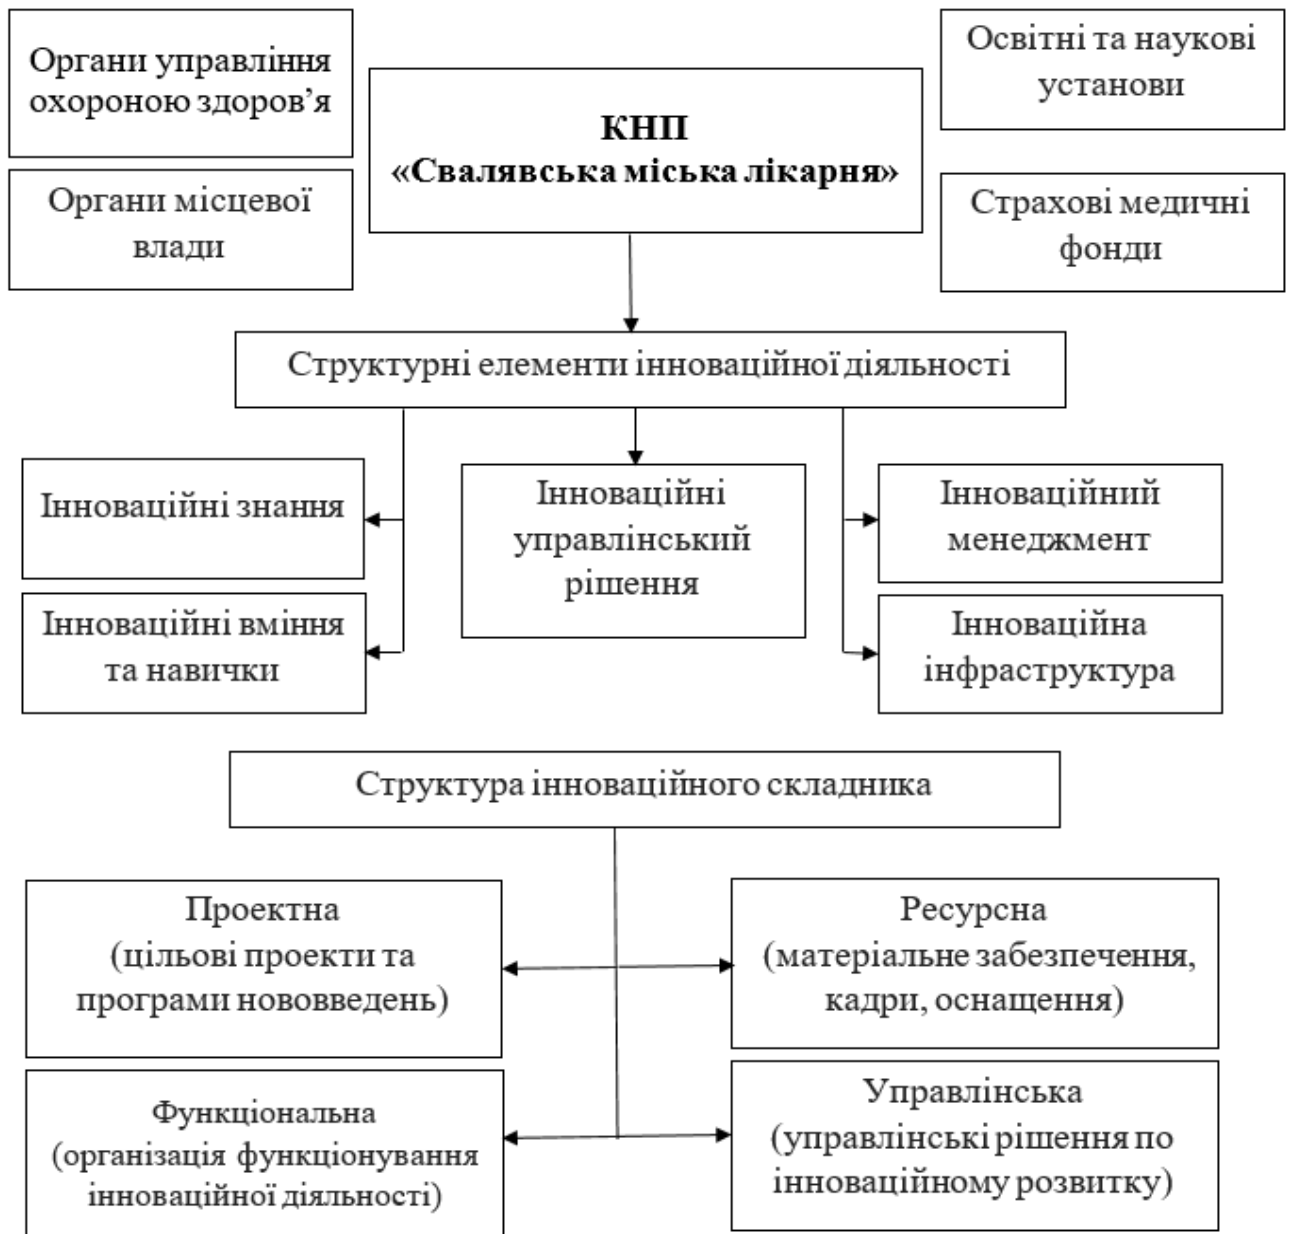 Органи управління
охороною здоров’я
Органи місцевої
влади
КНП
«Свалявська міська лікарня»
Освітні та наукові
установи
Страхові медичні
фонди
Структурні елементи інноваційної діяльності
Інноваційні знання
Інноваційні вміння
та навички
Інноваційні
управлінський
рішення
Інноваційний
менеджмент
Інноваційна
інфраструктура
Структура інноваційного складника
Проектна
(цільові проекти та
програми нововведень)
Ресурсна
(матеріальне забезпечення,
кадри, оснащення)
Функціональна
(організація функціонування
інноваційної діяльності)
Управлінська
(управлінські рішення по
інноваційному розвитку)